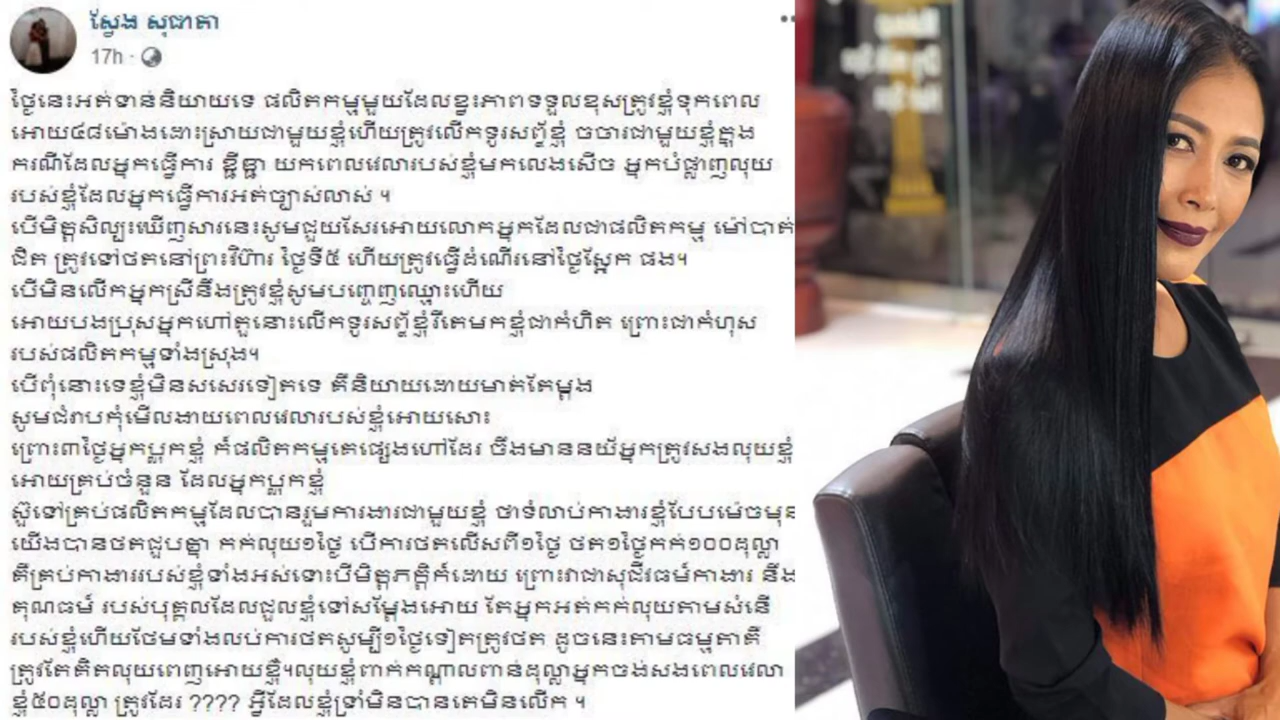 ស្វែង សុជាតា
17h
ថ្ងៃនេះអត់ទាន់និយាយទេ ផលិតកម្មមួយដែលខ្វះភាពទទួលខុសត្រូវខ្ញុំទុកពេល
អោយ៤៨ម៉ោងដោះស្រាយជាមួយខ្ញុំហើយត្រូវលើកទូរសព្ទ័ខ្ញុំ ចចារជាមួយខ្ញុំក្នុង
ករណីដែលអ្នកធ្វើការ ឌ្ឋីឌ្ឋា យកពេលវេលារបស់ខ្ញុំមកលេងសើច អ្នកបំផ្លាញលុយ
របស់ខ្ញុំដែលអ្នកធ្វើការអត់ច្បាស់លាស់ ។
បើមិត្តសិល្បះឃើញសារនេះសូមជួយសែរអោយលោកអ្នកដែលជាផលិតកម្ម ម៉ៅបាត់
ជិត ត្រូវទៅថតនៅព្រះវិហ៊ារ ថ្ងៃទី៥ ហើយត្រូវធ្វើដំណើរនៅថ្ងៃស្អែក ផង។
បើមិនលើកអ្នកស្រីនឹងត្រូវខ្ញុំសូមបញ្ចេញឈ្មោះហើយ
អោយបងប្រុសអ្នកហៅតួនោះលើកទូរសព្ទ័ខ្ញុំរីតេមកខ្ញុំជាកំហិត ព្រោះជាកំហុស
របស់ផលិតកម្មទាំងស្រុង។
បើពុំនោះទេខ្ញុំមិនសសេរទៀតទេ គឺនិយាយដោយមាត់តែម្តង
សូមជំរាបកុំមើលងាយពេលវេលារបស់ខ្ញុំអោយសោះ
ព្រោះ៣ថ្ងៃអ្នកប្លុកខ្ញុំ ក៏ផលិតកម្មគេផ្សេងហៅដែរ ចឹងមានន័យអ្នកត្រូវសងលុយខ្ញុំ
អោយគ្រប់ចំនួន ដែលអ្នកប្លុកខ្ញុំ
ស៊ួទៅគ្រប់ផលិតកម្មដែលបានរួមការងារជាមួយខ្ញុំ ថាទំលាប់កាងារខ្ញុំបែបម៉េចមុន
យើងបានថតជួបគ្នា កក់លុយ១ថ្ងៃ បើការថតលើសពី១ថ្ងៃ ថត១ថ្ងៃកក់១០០ដុល្លា
គឺគ្រប់កាងាររបស់ខ្ញុំទាំងអស់ទោះបីមិត្តភក្តិក៏ដោយ ព្រោះវាជាសុជីវធម៌កាងារ នឹង
គុណធម៌ របស់បុគ្គលដែលជួលខ្ញុំទៅសម្តែងអោយ តែអ្នកអត់កក់លុយតាមសំនើ
របស់ខ្ញុំហើយថែមទាំងលប់ការថតសូម្បី១ថ្ងៃទៀតត្រូវថត ដូចនេះតាមធម្មតាគឺ
ត្រូវតែគិតលុយពេញអោយខ្ញុំ។លុយខ្ញុំពាក់កណ្តាលពាន់ដុល្លាអ្នកចង់សងពេលវេលា
ខ្ញុំ៥០ដុល្លា ត្រូវដែរ ???? អ្វីដែលខ្ញុំទ្រាំមិនបានគេមិនលើក ។